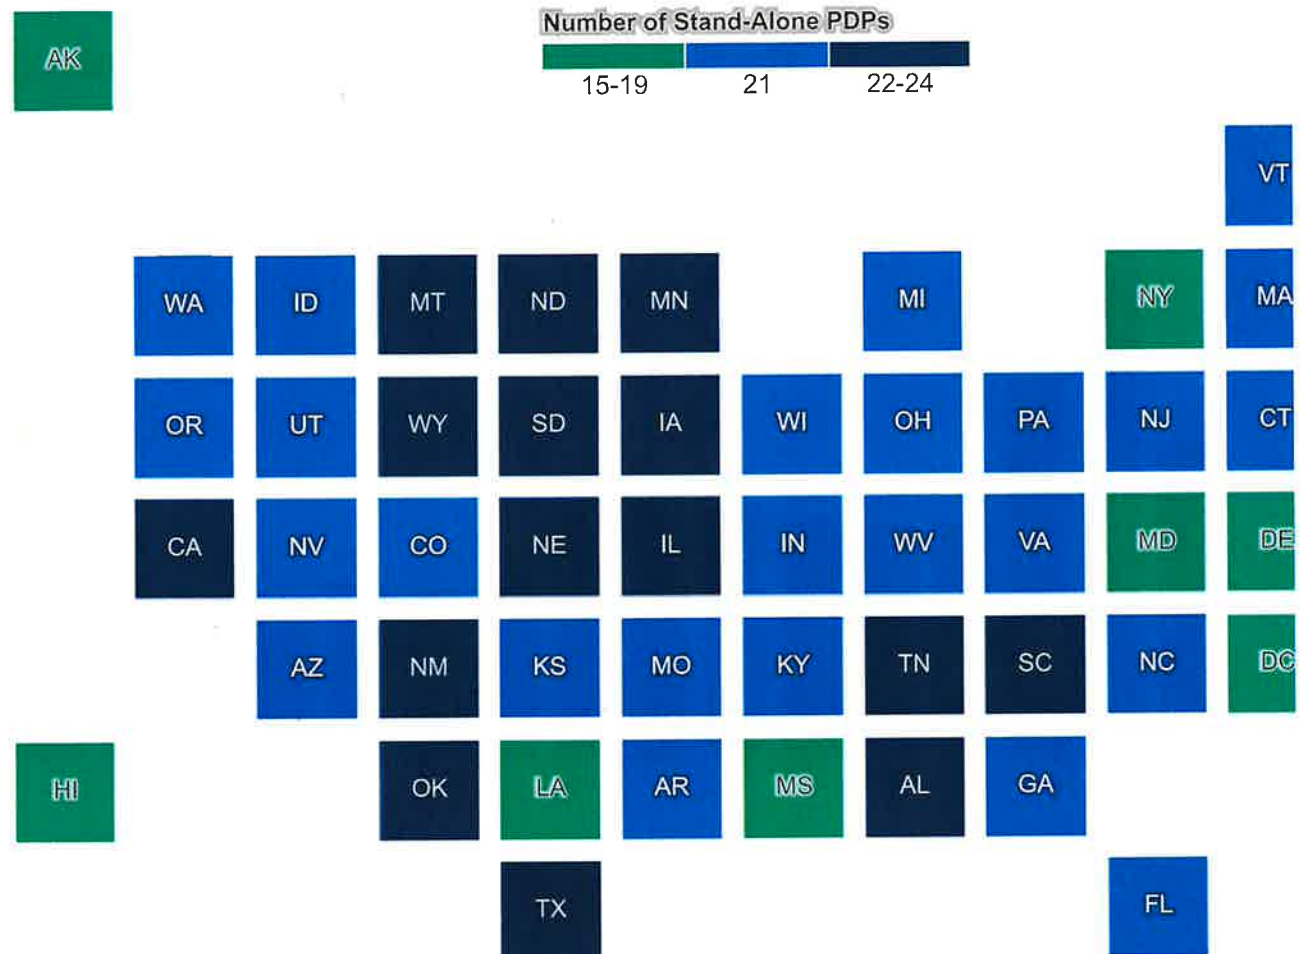 Number of Stand-Alone PDPs
15-19 21 22-24
AK
VT
WA ID MT ND MN MI NY MA
OR UT WY SD IA WI OH PA NJ CT
CA NV CO NE IL IN WV VA MD DE
AZ NM KS MO KY TN SC NC DC
HI OK LA AR MS AL GA
TX FL